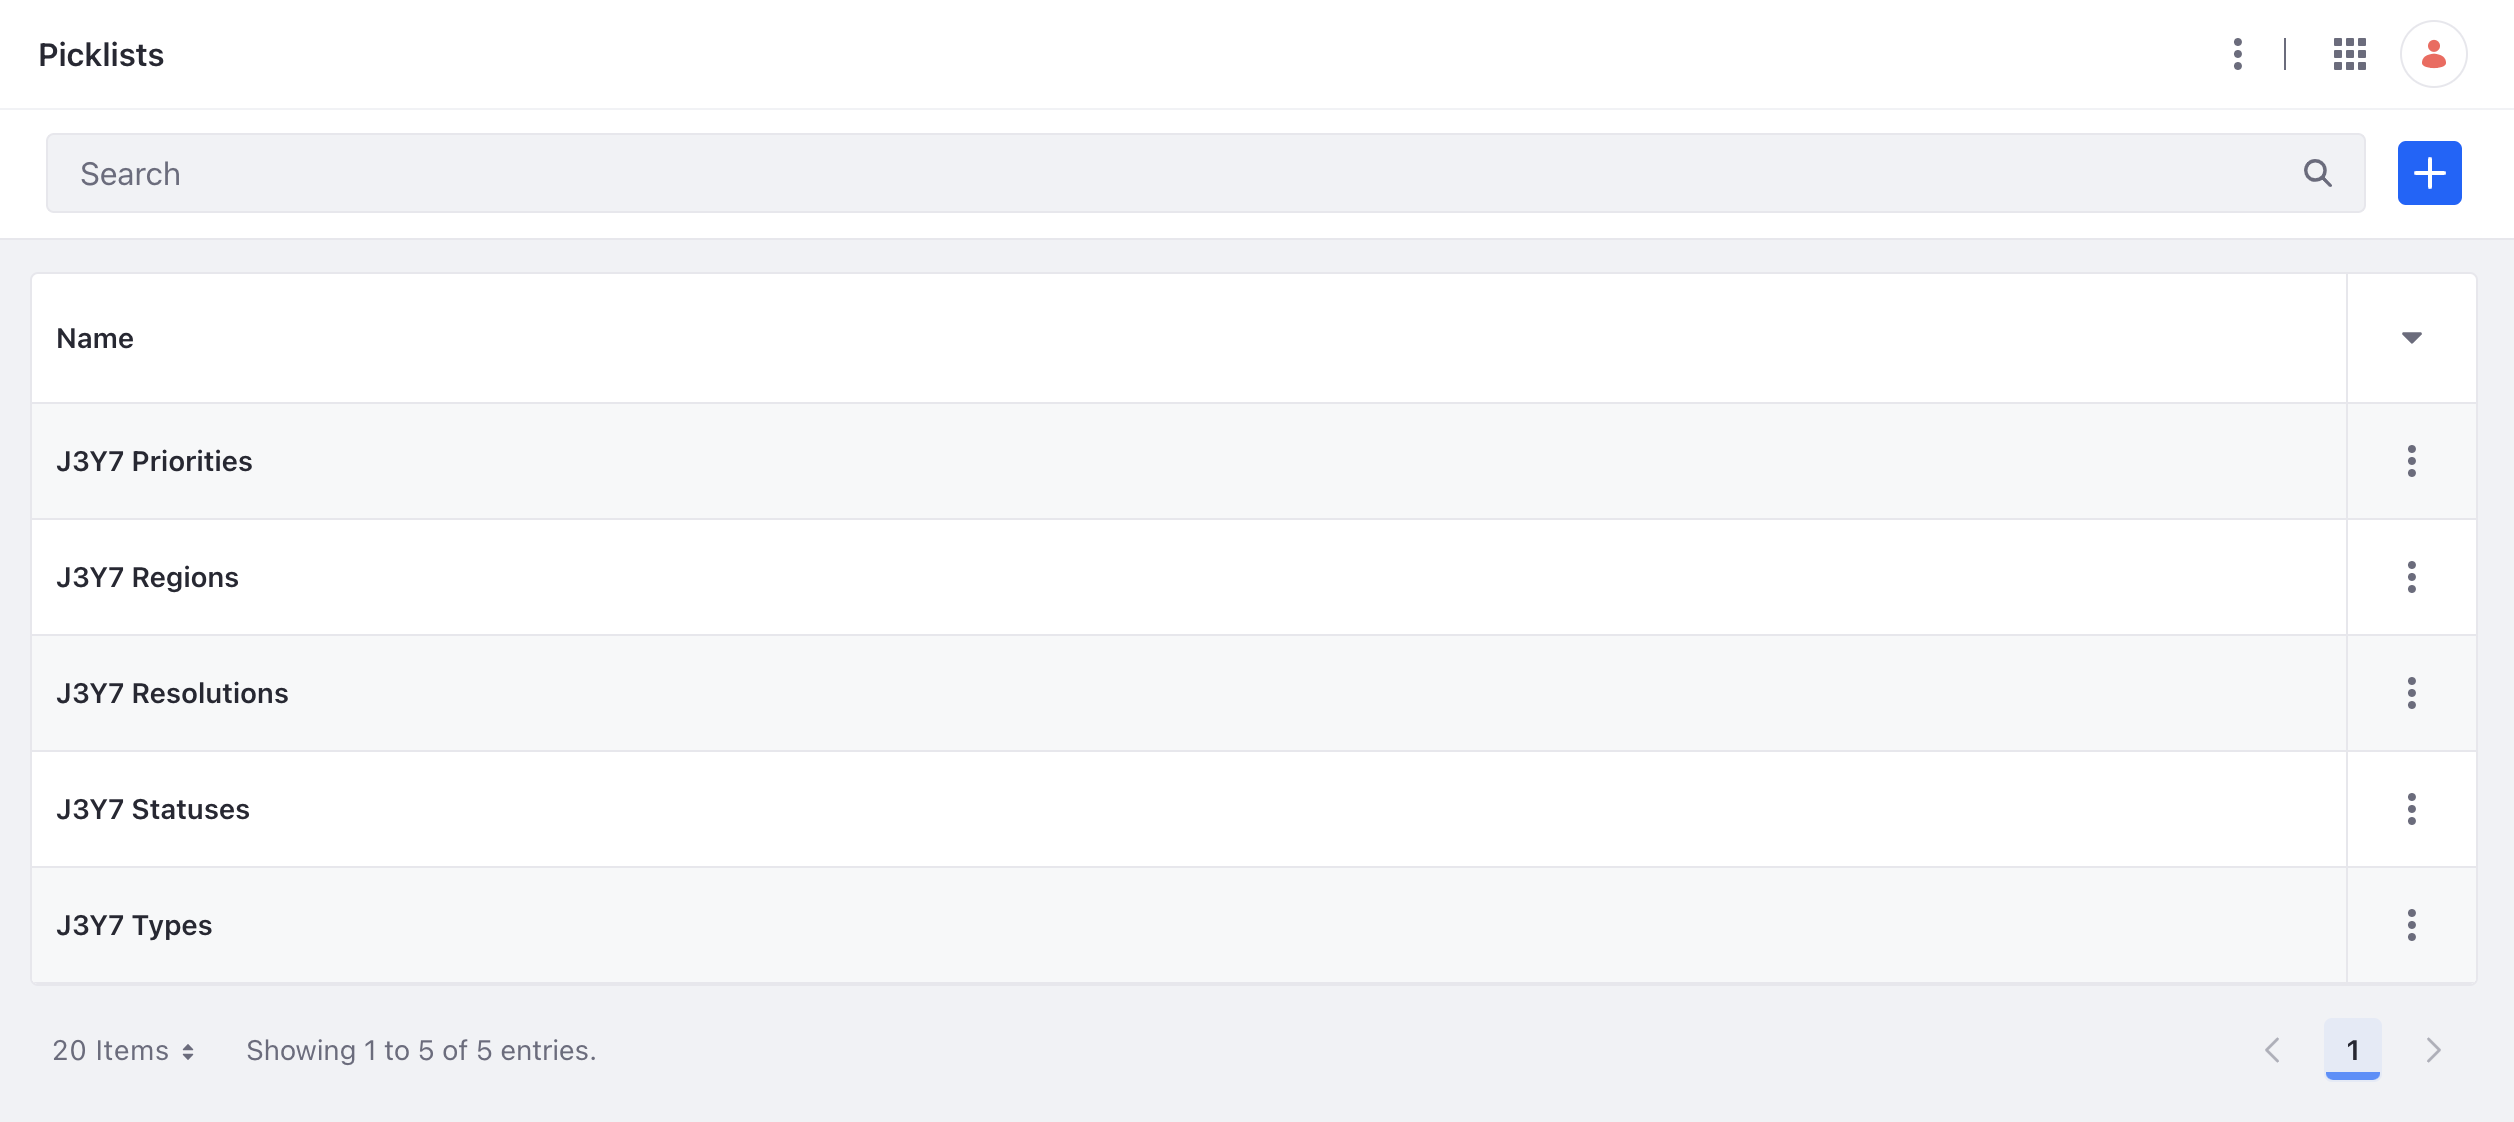 Picklists
Search
Name
J3Y7 Priorities
J3Y7 Regions
J3Y7 Resolutions
J3Y7 Statuses
J3Y7 Types
20 Items
Showing 1 to 5 of 5 entries.
1